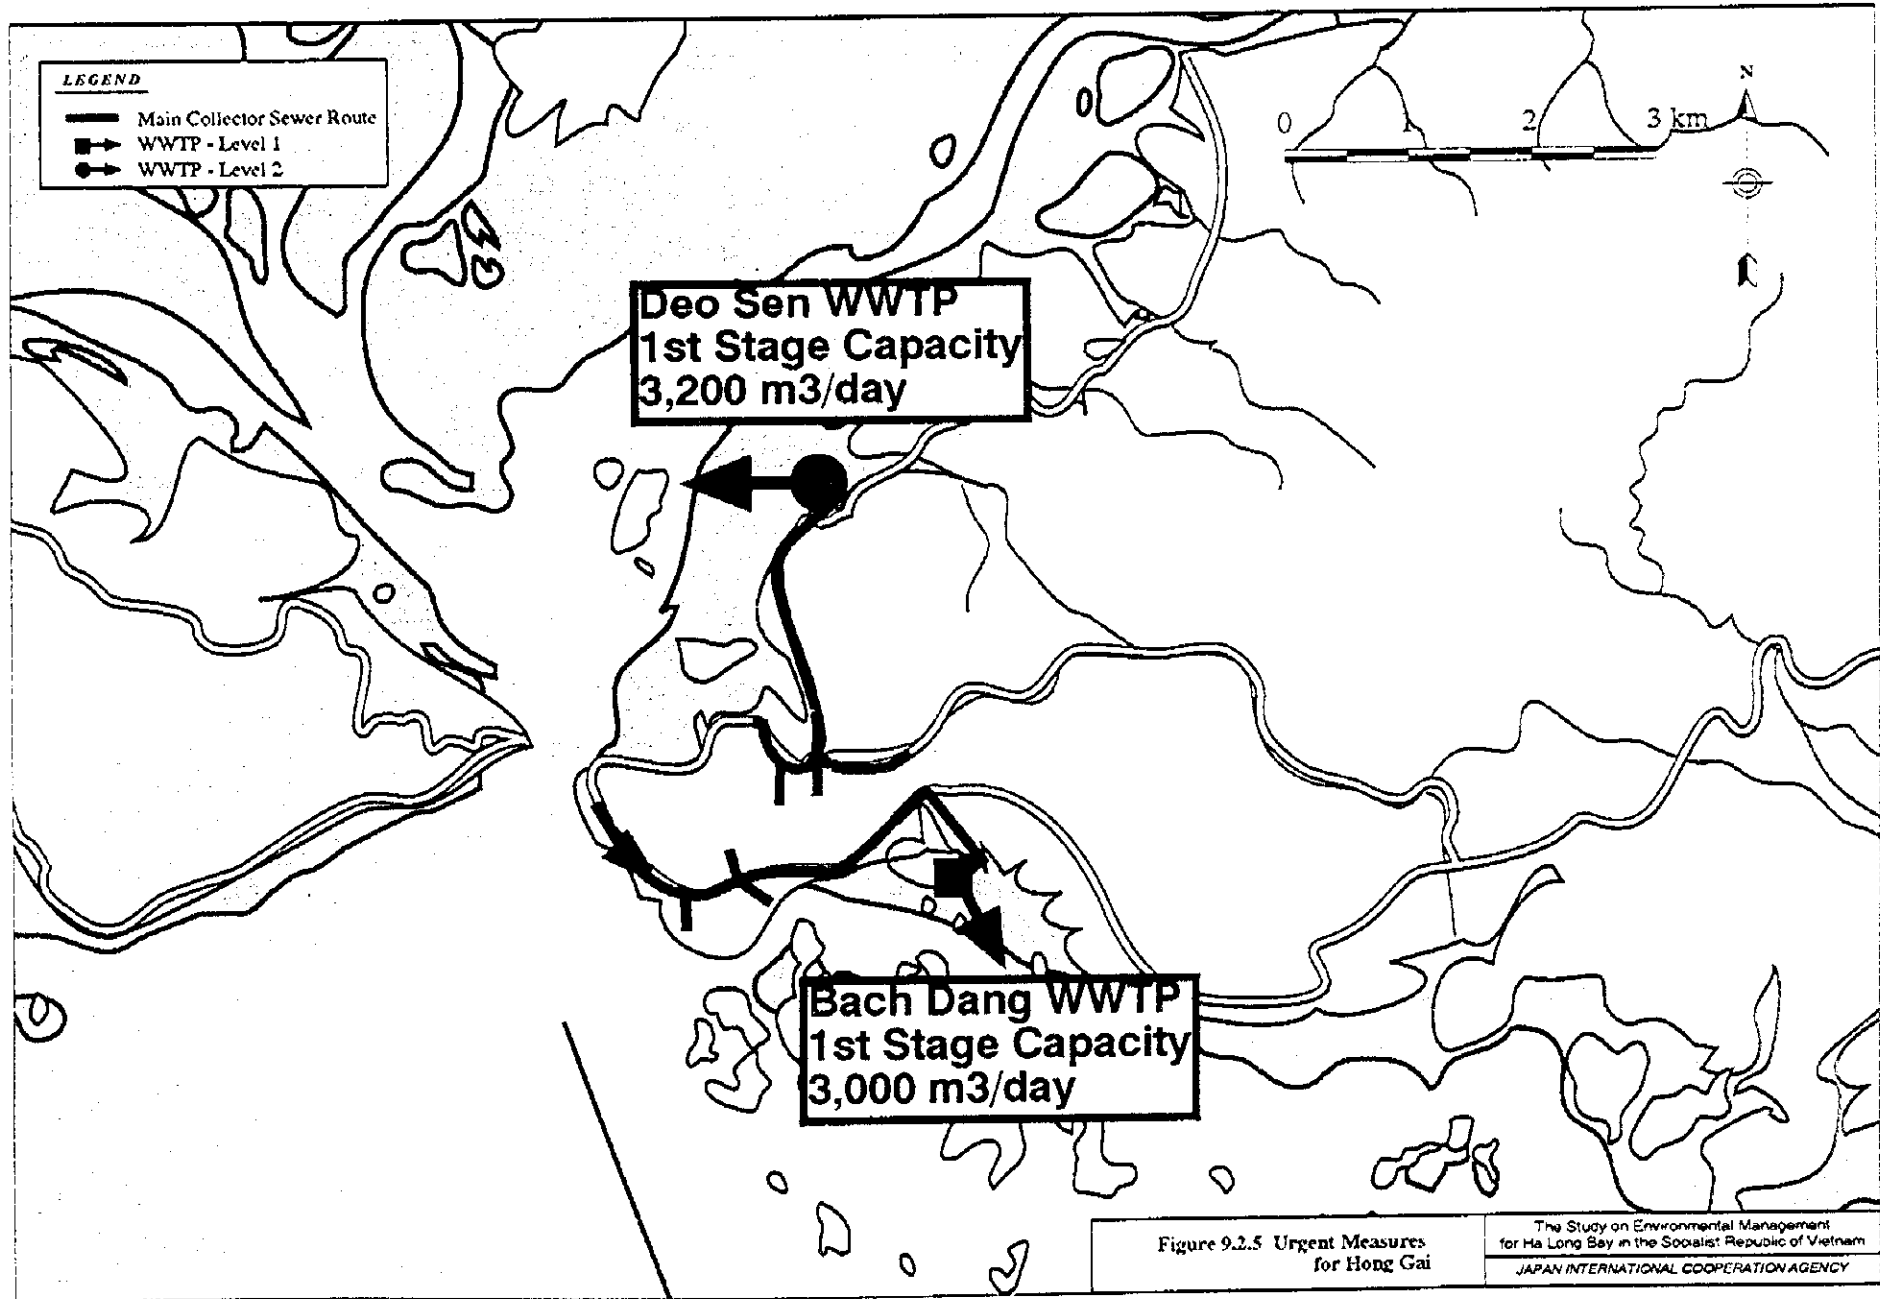 LEGEND
Main Collector Sewer Route
WWTP - Level 1
WWTP - Level 2
0 1 2 3 km
N
Deo Sen WWTP
1st Stage Capacity
3,200 m3/day
Bach Dang WWTP
1st Stage Capacity
3,000 m3/day
Figure 9.2.5 Urgent Measures
for Hong Gai
The Study on Environmental Management
for Ha Long Bay in the Socialist Republic of Vietnam
JAPAN INTERNATIONAL COOPERATION AGENCY